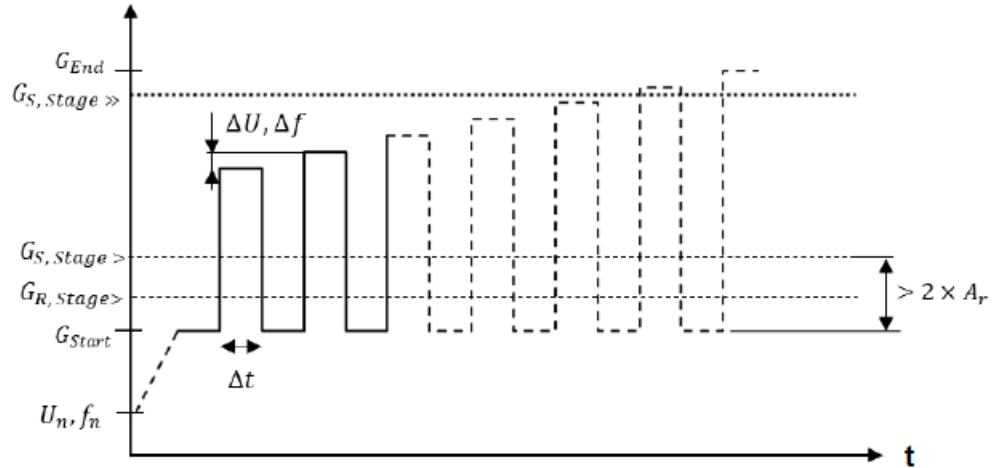 G_End
G_S, Stage ≫
ΔU, Δf
G_S, Stage >
G_R, Stage>
> 2 × A_r
G_Start
Δt
U_n, f_n
t